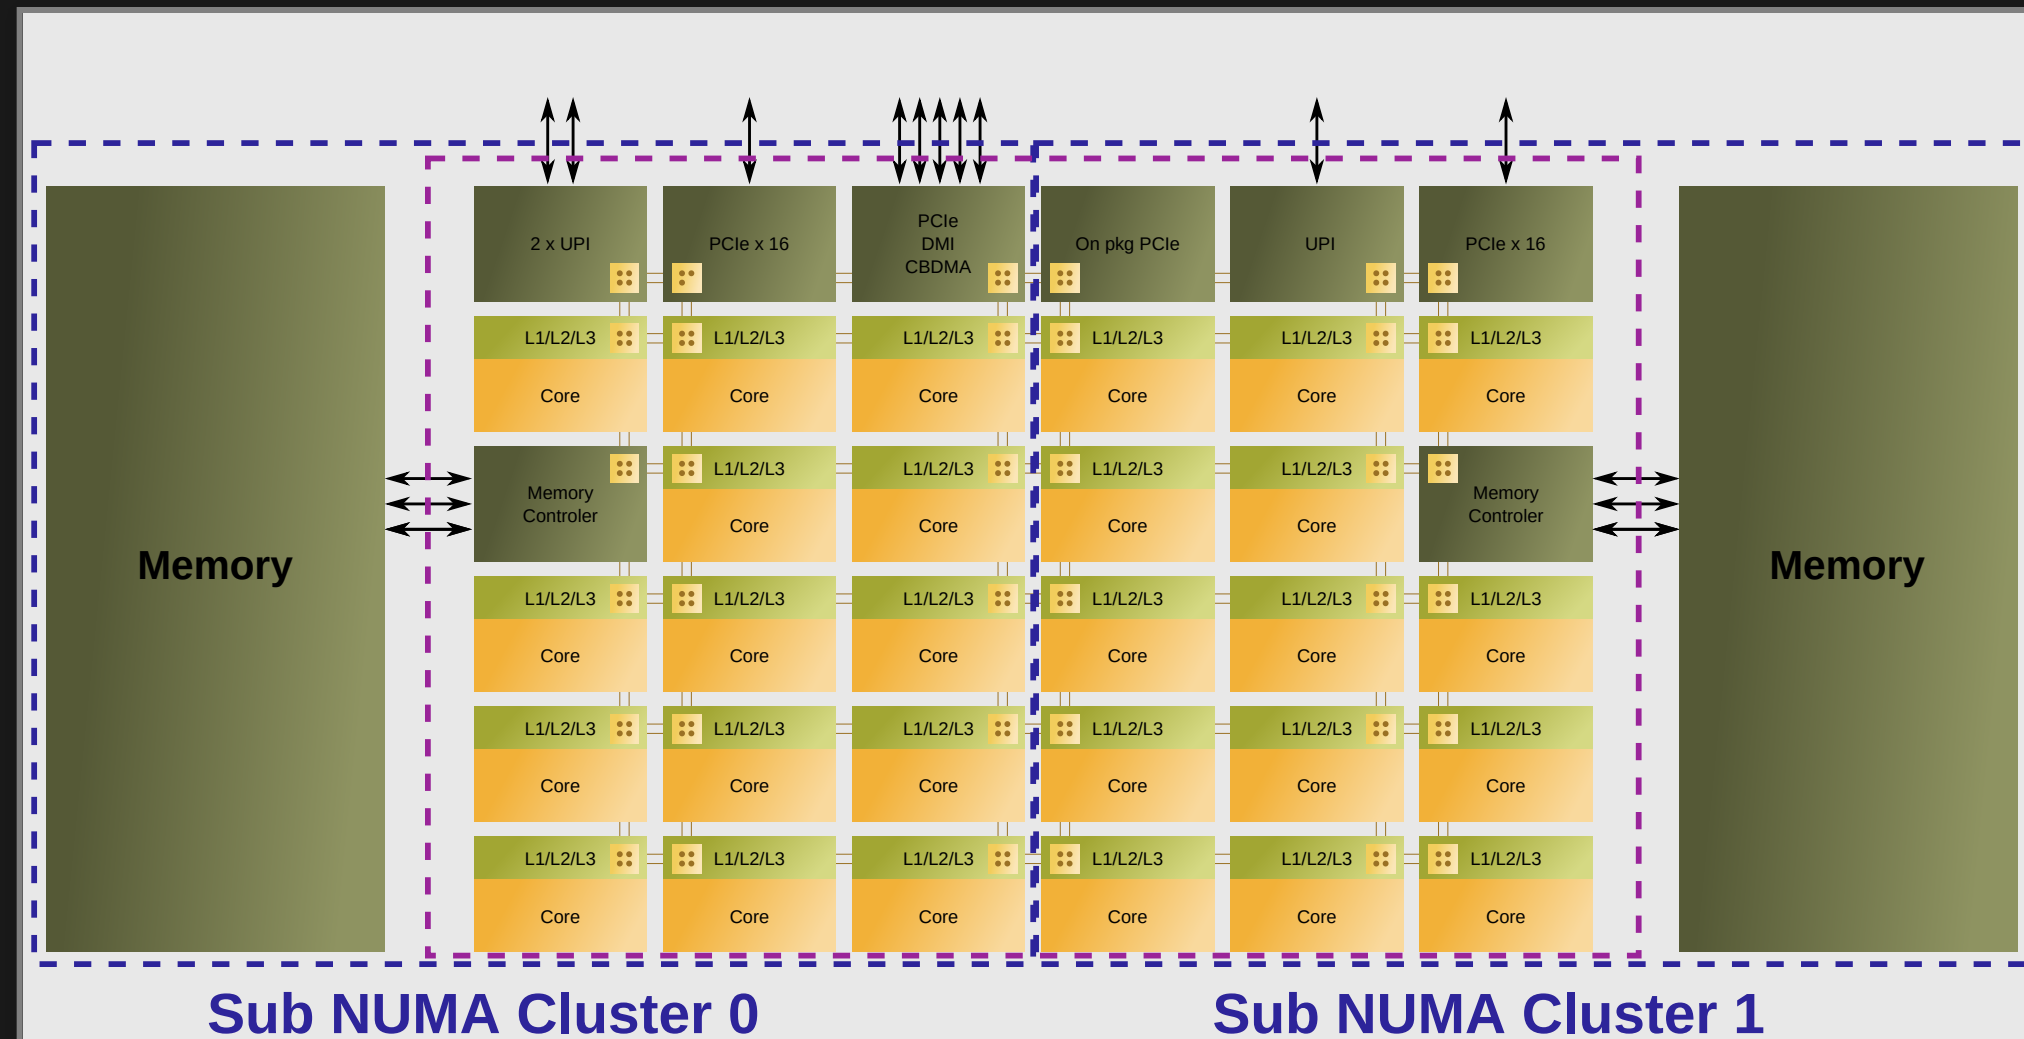 2 x UPI
PCIe x 16
PCIe
DMI
CBDMA
On pkg PCIe
UPI
PCIe x 16
L1/L2/L3
L1/L2/L3
L1/L2/L3
L1/L2/L3
L1/L2/L3
L1/L2/L3
Core
Core
Core
Core
Core
Core
Memory
Controler
L1/L2/L3
L1/L2/L3
L1/L2/L3
L1/L2/L3
Memory
Controler
Core
Core
Core
Core
Memory
Memory
L1/L2/L3
L1/L2/L3
L1/L2/L3
L1/L2/L3
L1/L2/L3
L1/L2/L3
Core
Core
Core
Core
Core
Core
L1/L2/L3
L1/L2/L3
L1/L2/L3
L1/L2/L3
L1/L2/L3
L1/L2/L3
Core
Core
Core
Core
Core
Core
L1/L2/L3
L1/L2/L3
L1/L2/L3
L1/L2/L3
L1/L2/L3
L1/L2/L3
Core
Core
Core
Core
Core
Core
Sub NUMA Cluster 0
Sub NUMA Cluster 1